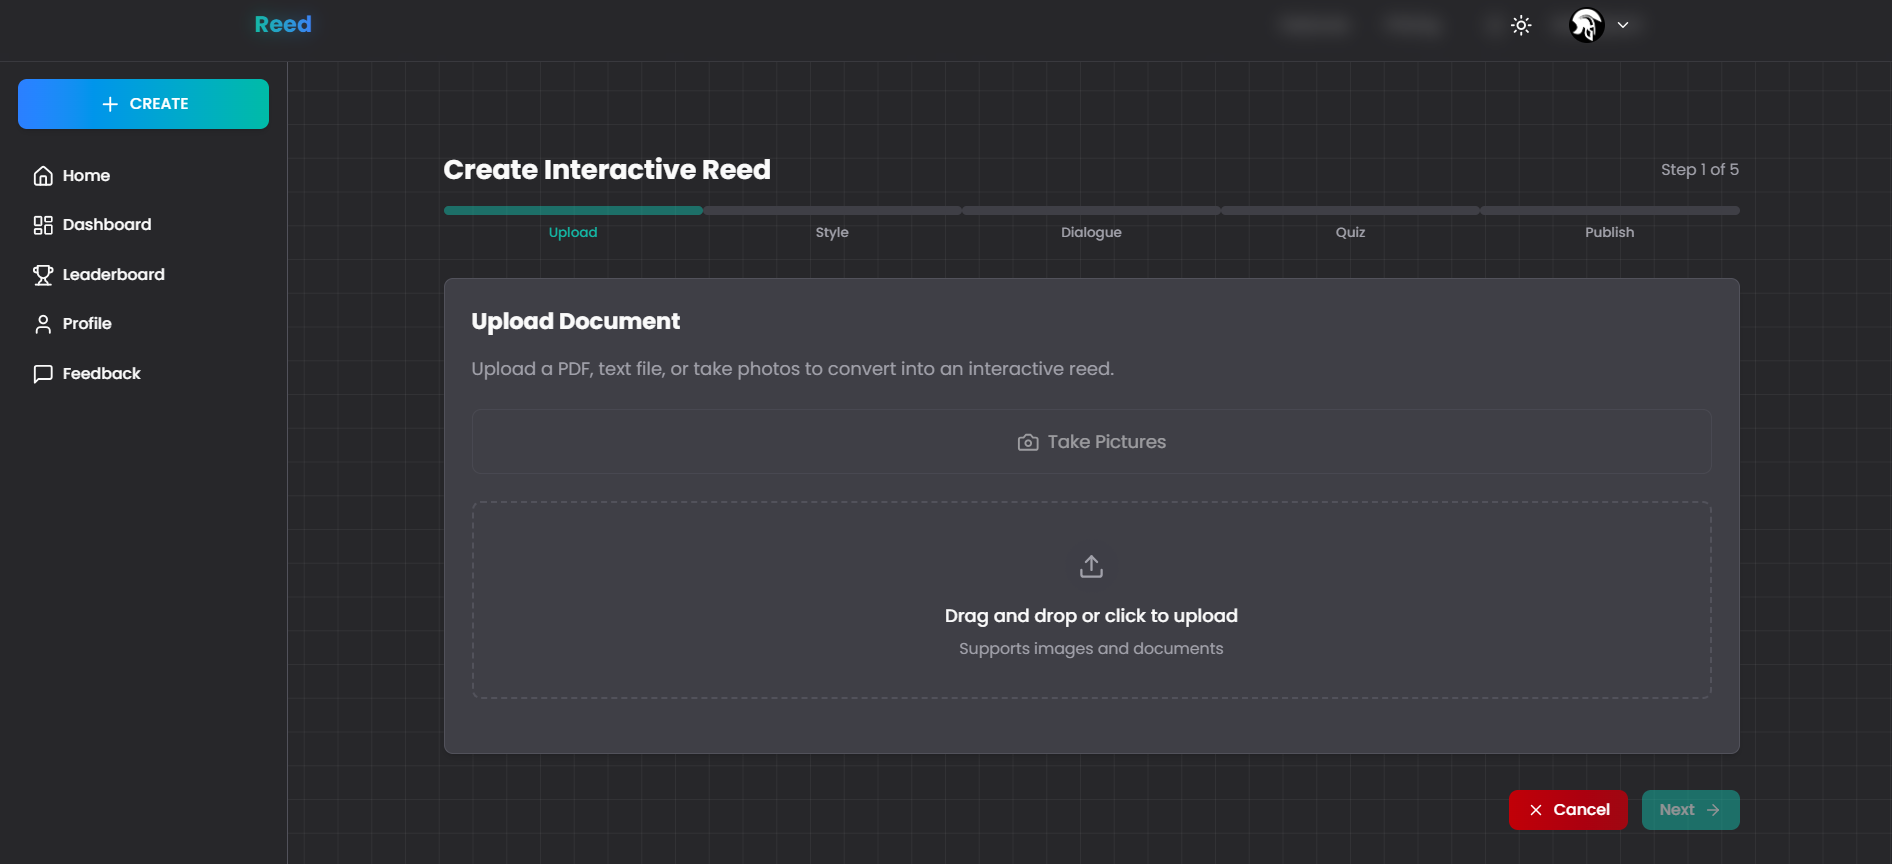 Reed
CREATE
Home
Dashboard
Leaderboard
Profile
Feedback
Create Interactive Reed
Step 1 of 5
Upload
Style
Dialogue
Quiz
Publish
Upload Document
Upload a PDF, text file, or take photos to convert into an interactive reed.
Take Pictures
Drag and drop or click to upload
Supports images and documents
Cancel
Next